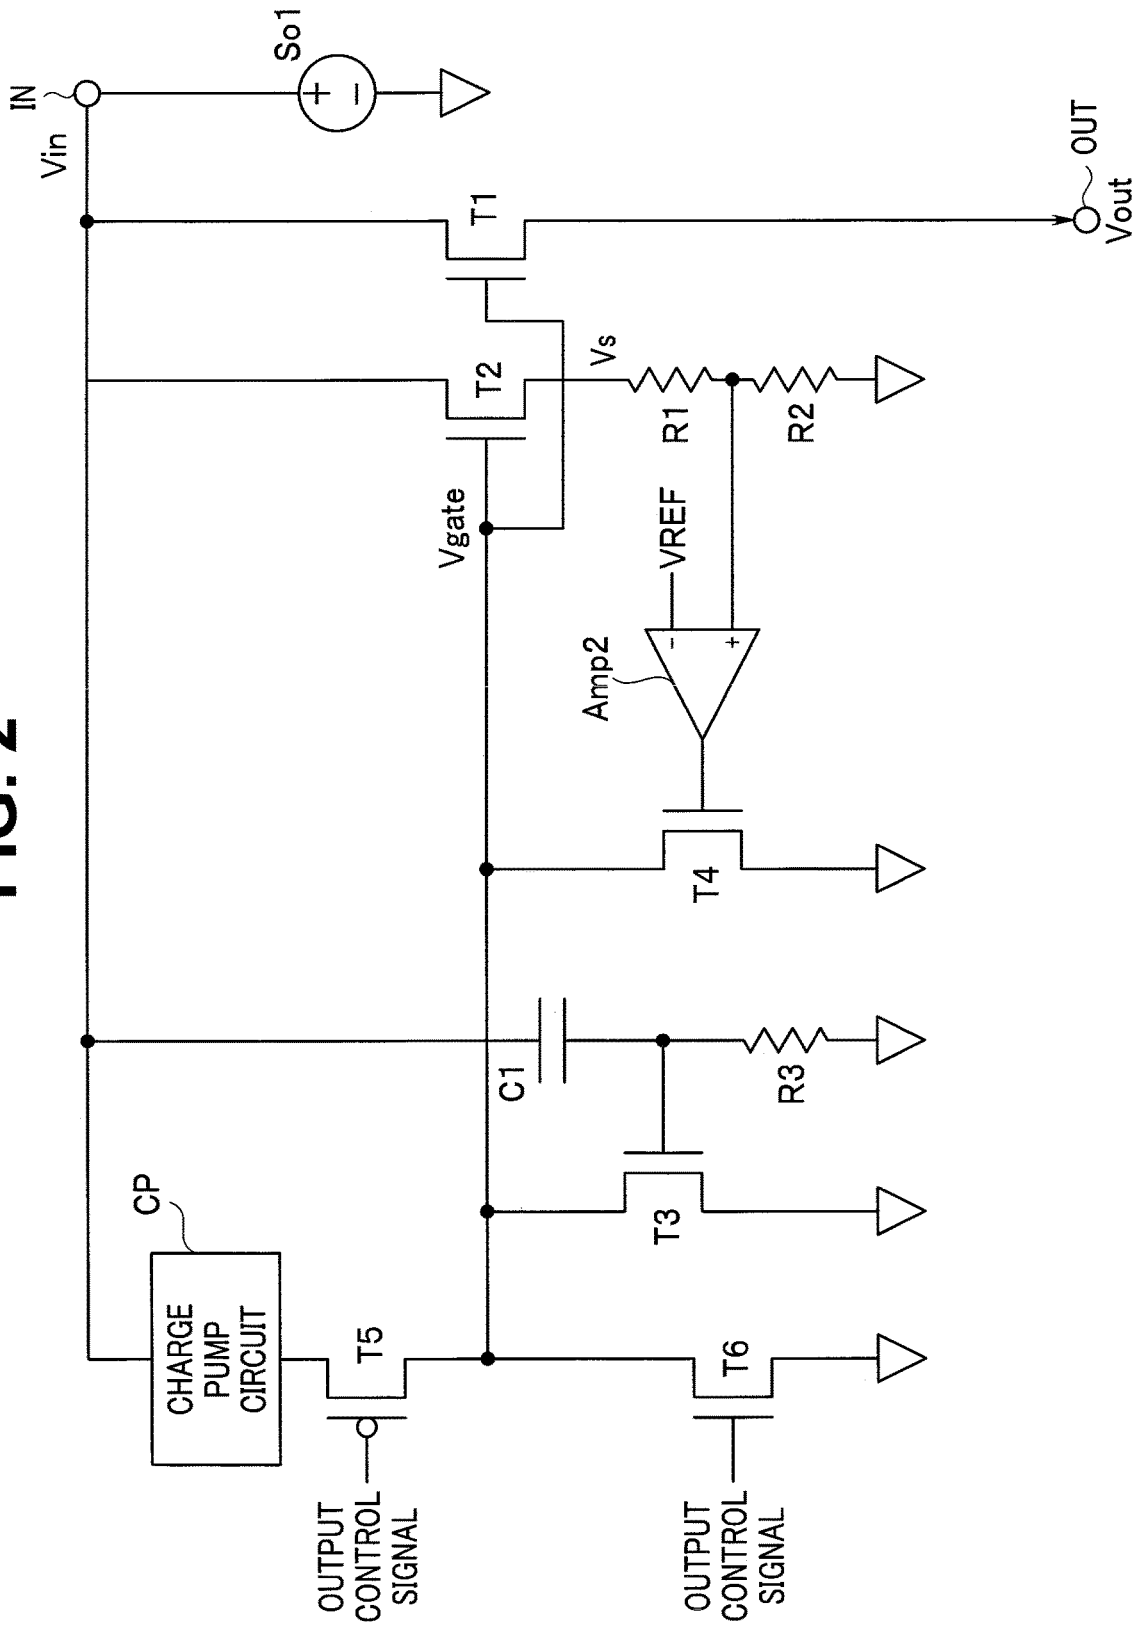 FIG. 2
IN
Vin
So1
+
-
CP
CHARGE
PUMP
CIRCUIT
T5
OUTPUT
CONTROL
SIGNAL
T6
OUTPUT
CONTROL
SIGNAL
T3
C1
R3
T4
Amp2
-
+
VREF
Vgate
T2
T1
Vs
R1
R2
OUT
Vout